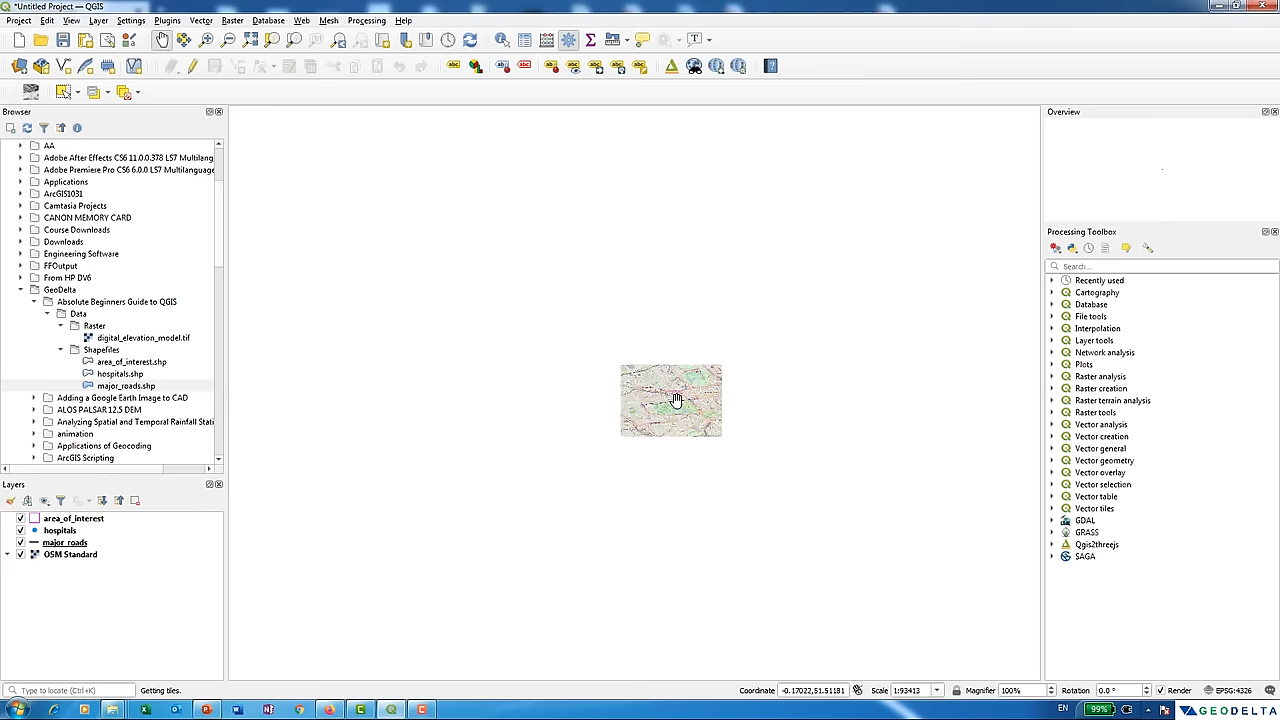 *Untitled Project — QGIS
Project Edit View Layer Settings Plugins Vector Raster Database Web Mesh Processing Help
Browser
AA
Adobe After Effects CS6 11.0.0.378 LS7 Multilang
Adobe Premiere Pro CS6 6.0.0 LS7 Multilanguage
Applications
ArcGIS1031
Camtasia Projects
CANON MEMORY CARD
Course Downloads
Downloads
Engineering Software
FFOutput
From HP DV6
GeoDelta
Absolute Beginners Guide to QGIS
Data
Raster
digital_elevation_model.tif
Shapefiles
area_of_interest.shp
hospitals.shp
major_roads.shp
Adding a Google Earth Image to CAD
ALOS PALSAR 12.5 DEM
Analyzing Spatial and Temporal Rainfall Stati
animation
Applications of Geocoding
ArcGIS Scripting
Layers
area_of_interest
hospitals
major_roads
OSM Standard
Overview
Processing Toolbox
Search...
Recently used
Cartography
Database
File tools
Interpolation
Layer tools
Network analysis
Plots
Raster analysis
Raster creation
Raster terrain analysis
Raster tools
Vector analysis
Vector creation
Vector general
Vector geometry
Vector overlay
Vector selection
Vector table
Vector tiles
GDAL
GRASS
Qgis2threejs
SAGA
Type to locate (Ctrl+K) Getting tiles. Coordinate -0.17022,51.51181 Scale 1:93413 Magnifier 100% Rotation 0.0 ° Render EPSG:4326
EN 99% GEODELTA